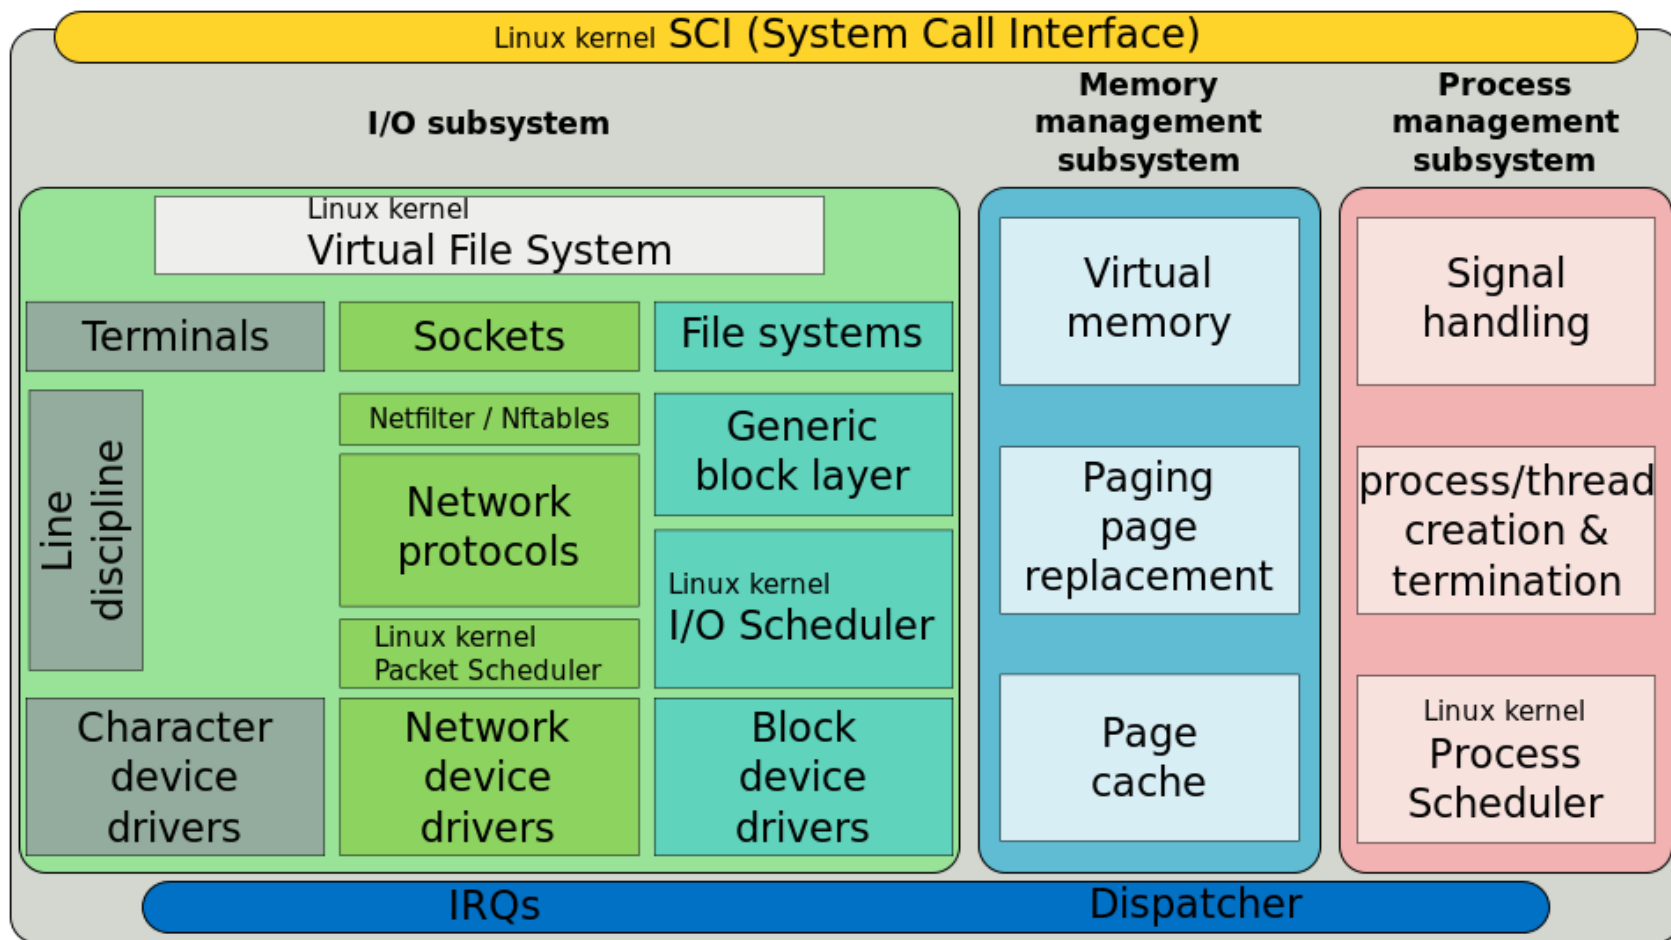 Linux kernel SCI (System Call Interface)
I/O subsystem
Memory
management
subsystem
Process
management
subsystem
Linux kernel
Virtual File System
Terminals
Sockets
File systems
Line
discipline
Netfilter / Nftables
Network
protocols
Linux kernel
Packet Scheduler
Generic
block layer
Linux kernel
I/O Scheduler
Character
device
drivers
Network
device
drivers
Block
device
drivers
Virtual
memory
Paging
page
replacement
Page
cache
Signal
handling
process/thread
creation &
termination
Linux kernel
Process
Scheduler
IRQs
Dispatcher